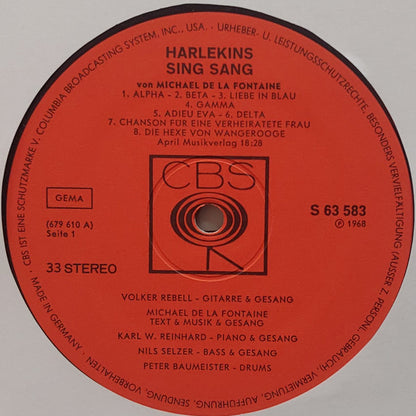 HARLEKINS
SING SANG
von MICHAEL DE LA FONTAINE
1. ALPHA - 2. BETA - 3. LIEBE IN BLAU
4. GAMMA
5. ADIEU EVA - 6. DELTA
7. CHANSON FÜR EINE VERHEIRATETE FRAU
8. DIE HEXE VON WANGEROOGE
April Musikverlag 18:28
CBS
GEMA
(679 610 A)
Seite 1
S 63 583
Ⓟ 1968
33 STEREO
VOLKER REBELL - GITARRE & GESANG
MICHAEL DE LA FONTAINE
TEXT & MUSIK & GESANG
KARL W. REINHARD - PIANO & GESANG
NILS SELZER - BASS & GESANG
PETER BAUMEISTER - DRUMS
CBS IST EINE SCHUTZMARKE V. COLUMBIA BROADCASTING SYSTEM, INC., USA. - URHEBER- U. LEISTUNGSSCHUTZRECHTE, BESONDERS VERVIELFÄLTIGUNG (AUSSER Z. PERSÖNL. GEBRAUCH), VERMIETUNG, AUFFÜHRUNG, SENDUNG, VORBEHALTEN - MADE IN GERMANY